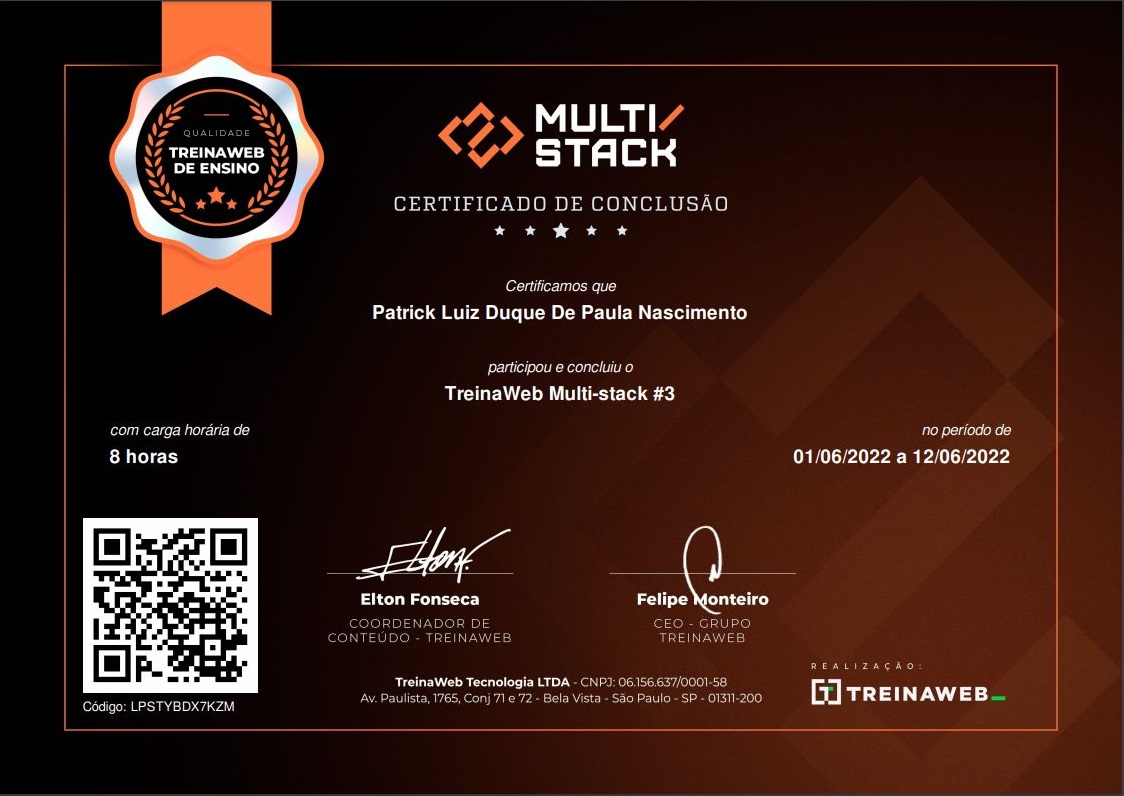 QUALIDADE
TREINAWEB
DE ENSINO
MULTI/
STACK
CERTIFICADO DE CONCLUSÃO
Certificamos que
Patrick Luiz Duque De Paula Nascimento
participou e concluiu o
TreinaWeb Multi-stack #3
com carga horária de
8 horas
no período de
01/06/2022 a 12/06/2022
Elton.
Elton Fonseca
COORDENADOR DE
CONTEÚDO - TREINAWEB
Felipe Monteiro
CEO - GRUPO
TREINAWEB
TreinaWeb Tecnologia LTDA - CNPJ: 06.156.637/0001-58
Av. Paulista, 1765, Conj 71 e 72 - Bela Vista - São Paulo - SP - 01311-200
Código: LPSTYBDX7KZM
REALIZAÇÃO:
TREINAWEB_